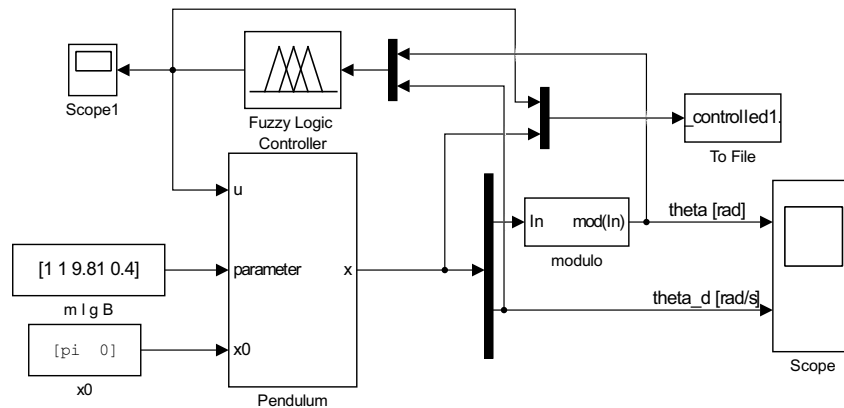 Scope1
Fuzzy Logic
Controller
_controlled1.
To File
u
[1 1 9.81 0.4]
m l g B
parameter
x
[pi  0]
x0
x0
Pendulum
In
mod(In)
modulo
theta [rad]
theta_d [rad/s]
Scope